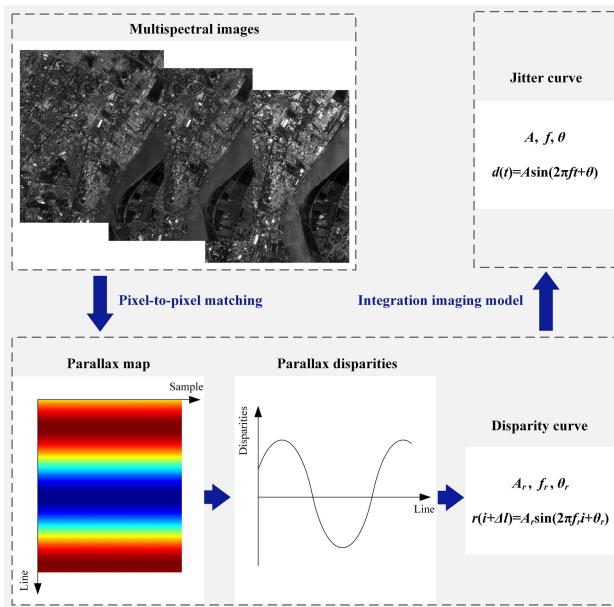 Multispectral images
Jitter curve
A, f, θ
d(t)=Asin(2πft+θ)
Pixel-to-pixel matching
Integration imaging model
Parallax map
Sample
Line
Parallax disparities
Disparities
Line
Disparity curve
Aᵣ, fᵣ, θᵣ
r(i+Δl)=Aᵣsin(2πfᵣi+θᵣ)